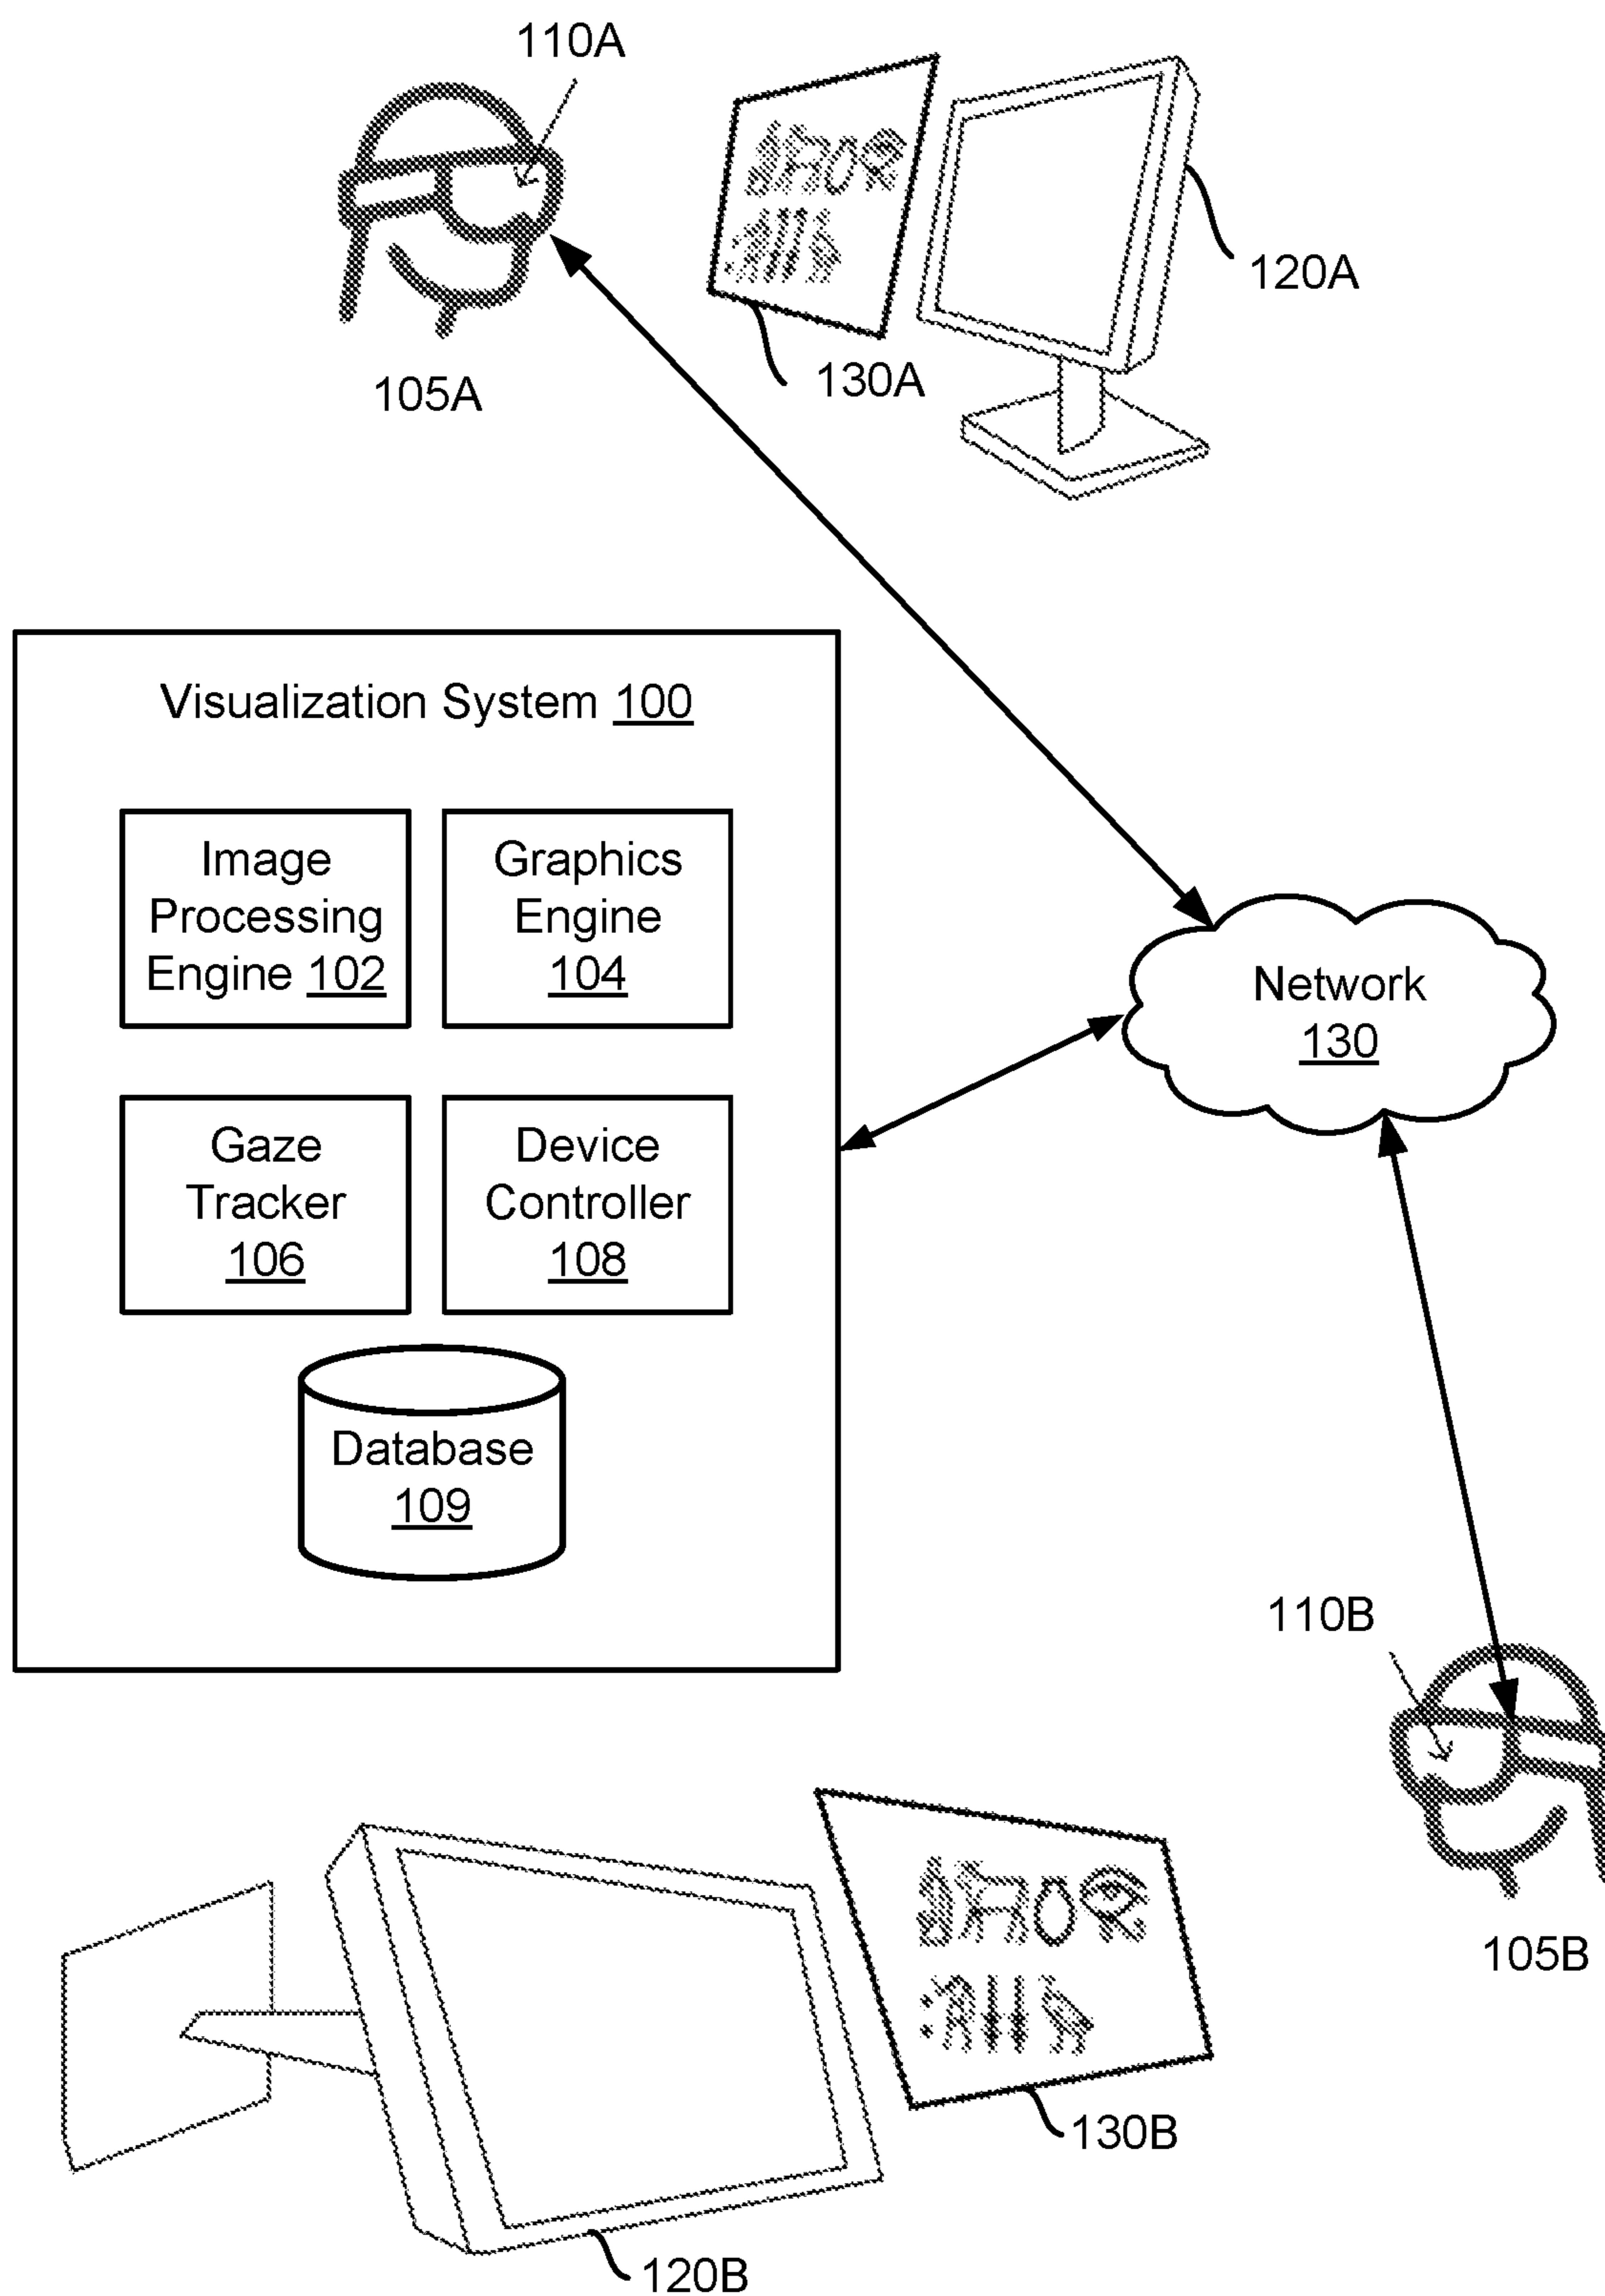 110A
120A
130A
105A
Visualization System 100
Image
Processing
Engine 102
Graphics
Engine
104
Network
130
Gaze
Tracker
106
Device
Controller
108
Database
109
110B
105B
130B
120B